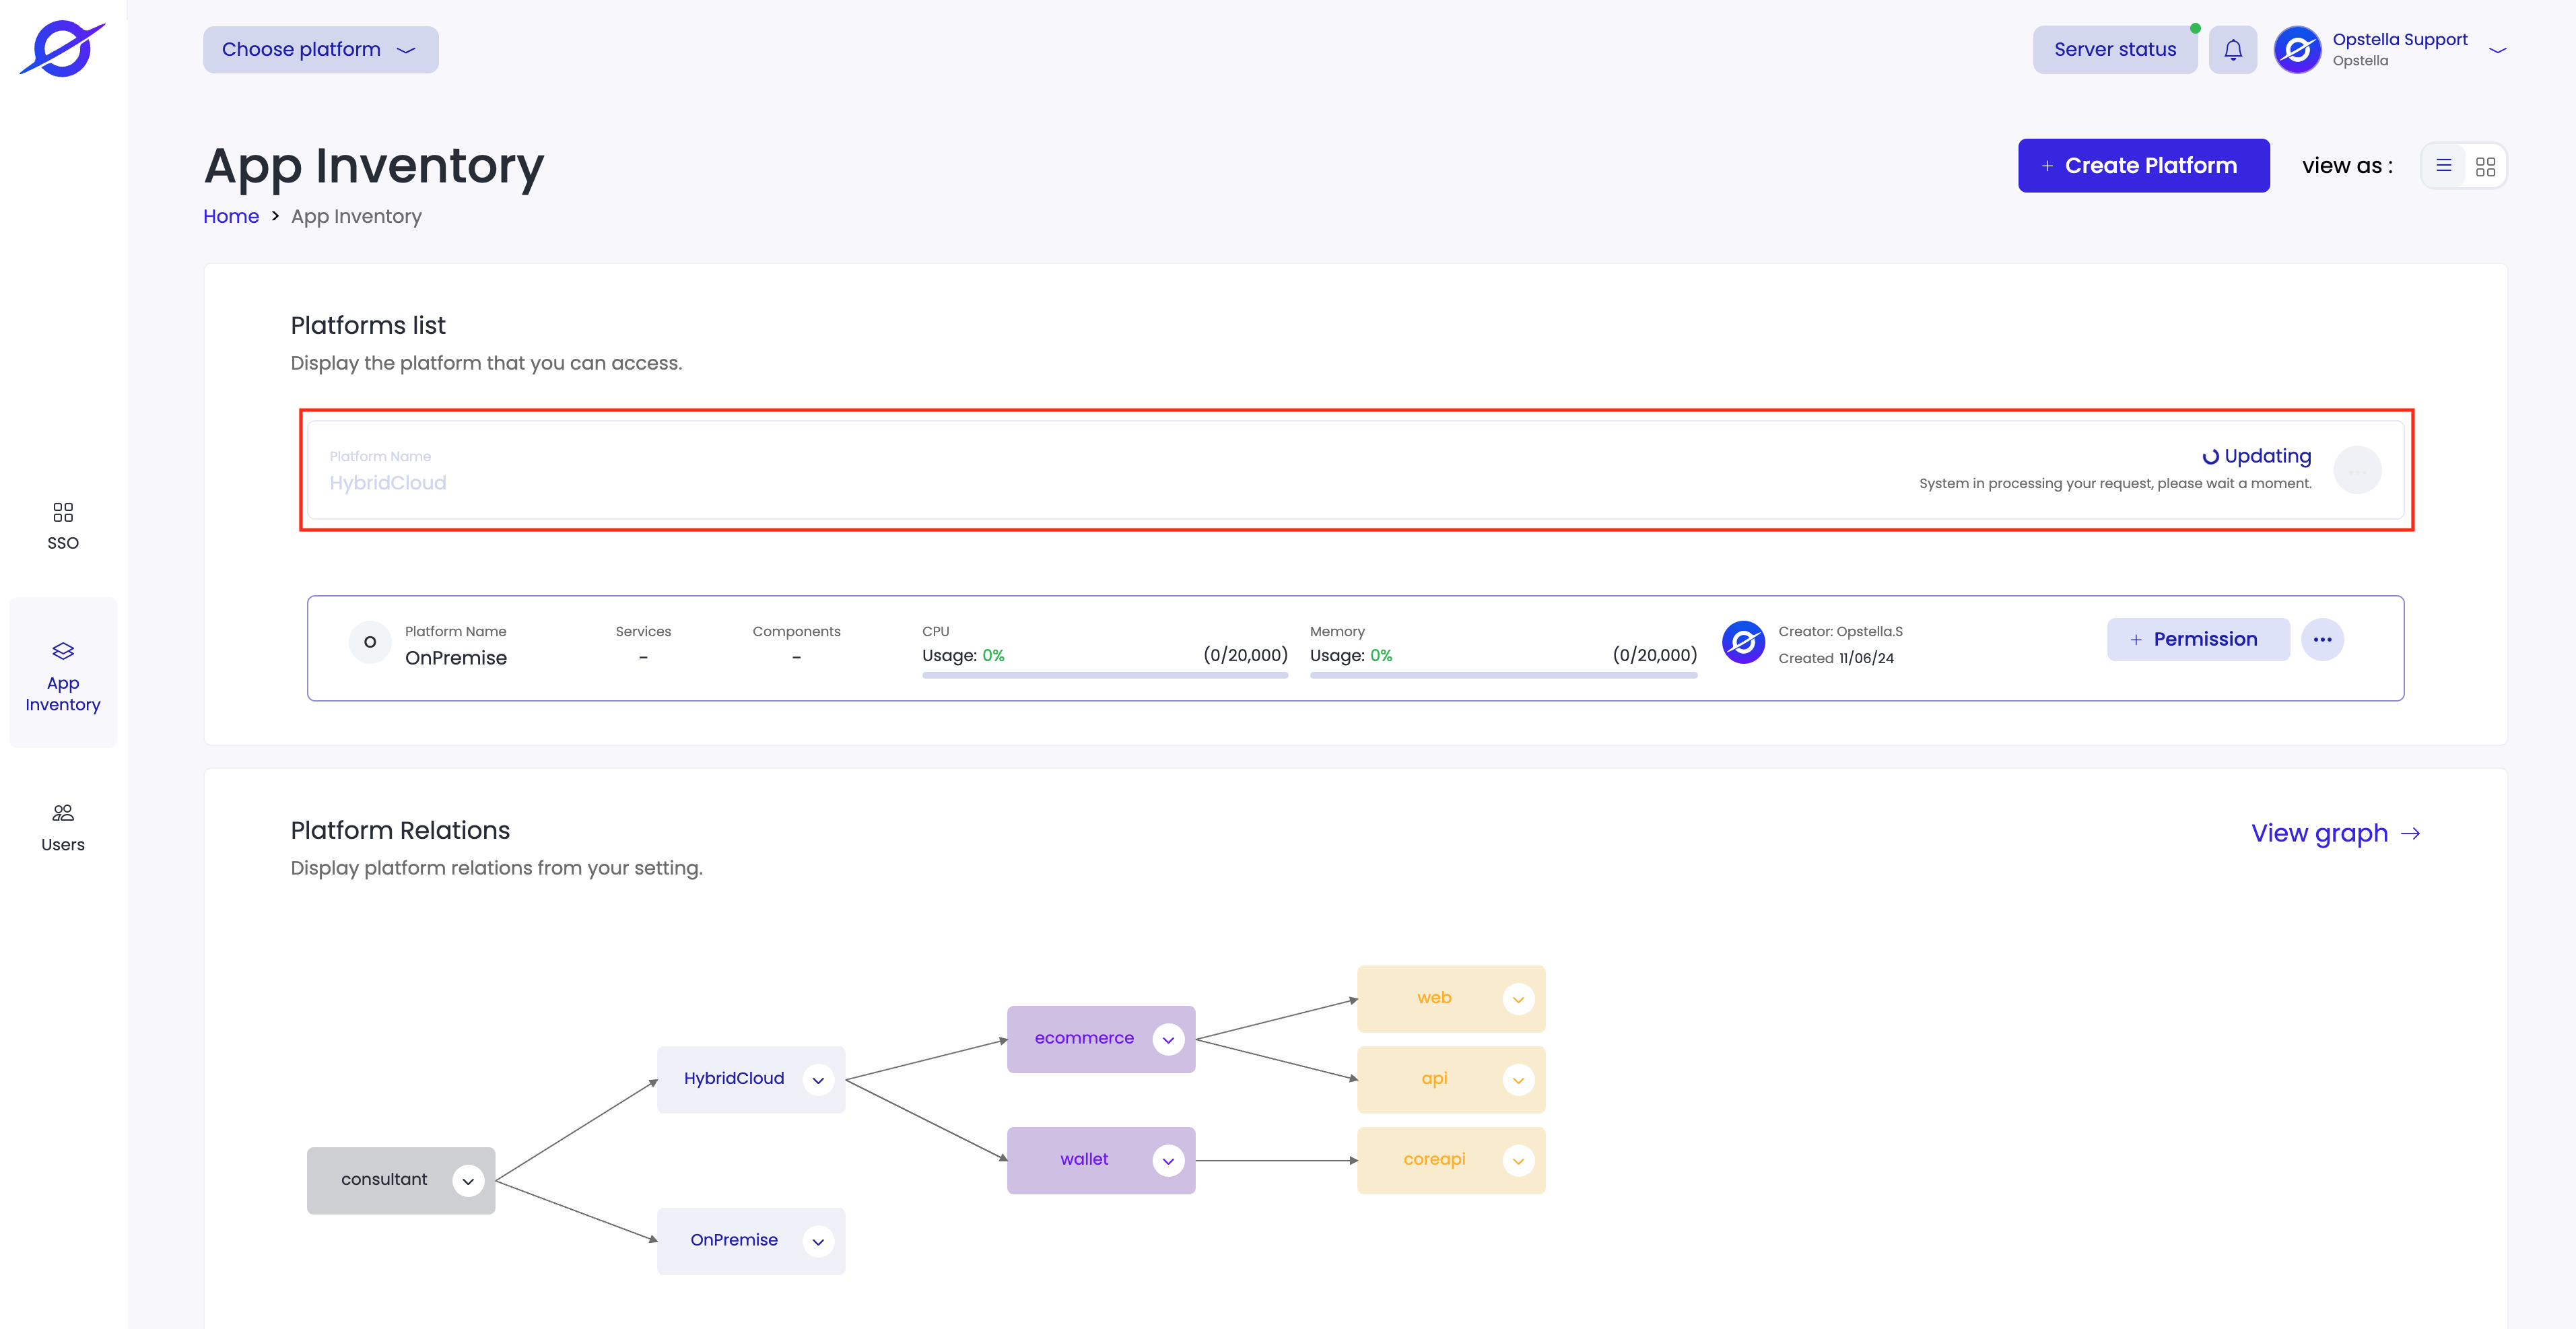 Choose platform
Server status
Opstella Support
Opstella
App Inventory
Home > App Inventory
+ Create Platform
view as :
SSO
App
Inventory
Users
Platforms list
Display the platform that you can access.
Platform Name
HybridCloud
Updating
System in processing your request, please wait a moment.
O
Platform Name
OnPremise
Services
-
Components
-
CPU
Usage: 0% (0/20,000)
Memory
Usage: 0% (0/20,000)
Creator: Opstella.S
Created 11/06/24
+ Permission
Platform Relations
Display platform relations from your setting.
View graph →
consultant
HybridCloud
OnPremise
ecommerce
wallet
web
api
coreapi